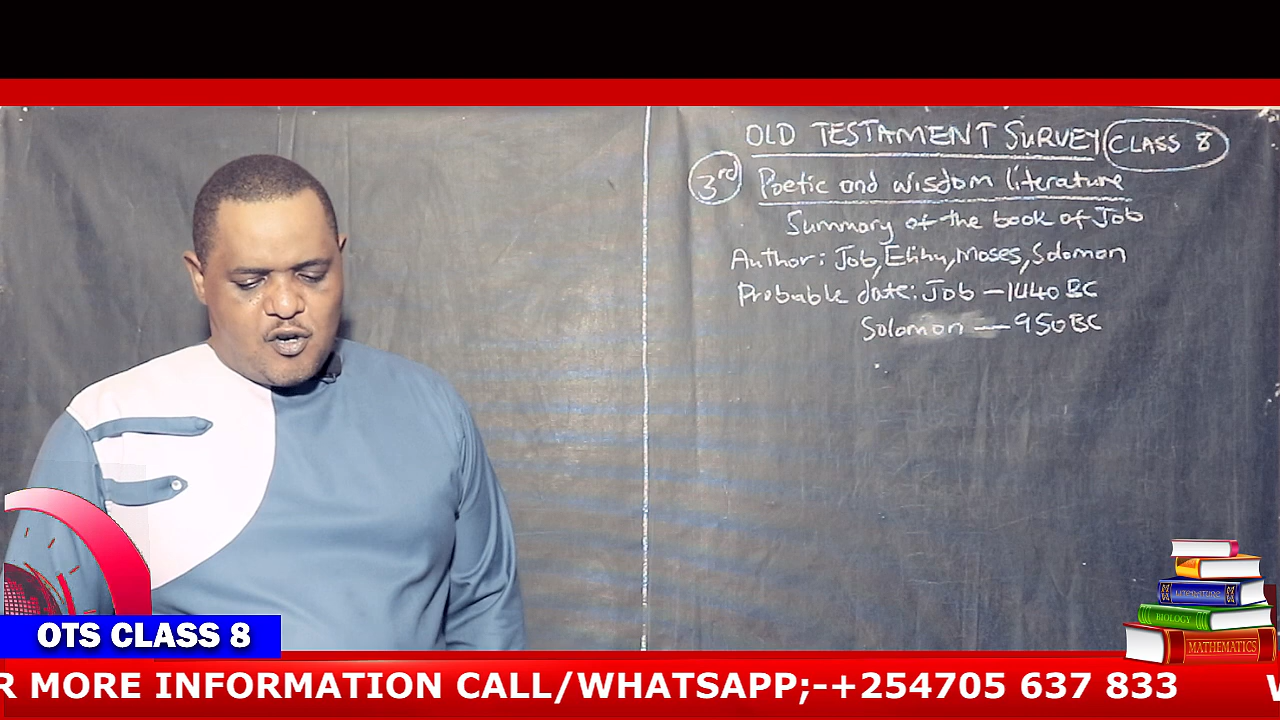 OLD TESTAMENT SURVEY CLASS 8
3rd Poetic and wisdom literature
Summary of the book of Job
Author: Job, Elihu, Moses, Solomon
Probable date: Job - 1440 BC
Solomon — 950 BC
LITERATURE
BIOLOGY
MATHEMATICS
OTS CLASS 8
R MORE INFORMATION CALL/WHATSAPP;-+254705 637 833